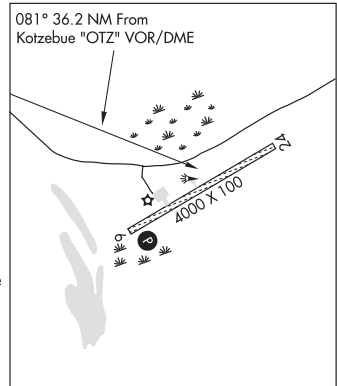 081° 36.2 NM From
Kotzebue "OTZ" VOR/DME
24
4000 X 100
6
P
e